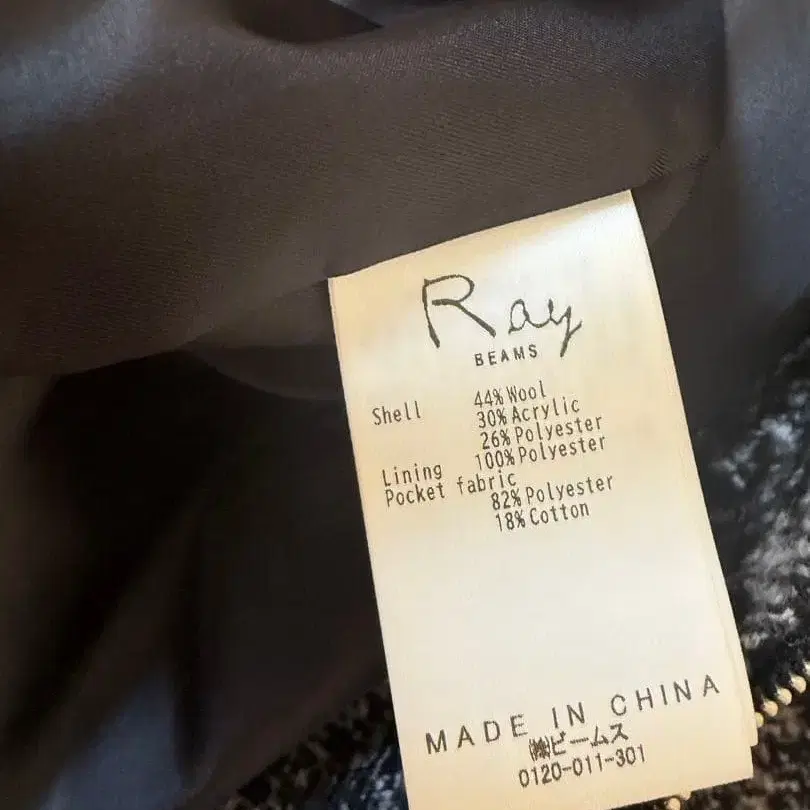 Ray
BEAMS
Shell 44% Wool
30% Acrylic
26% Polyester
Lining 100% Polyester
Pocket fabric
82% Polyester
18% Cotton
MADE IN CHINA
㈱ビームス
0120-011-301